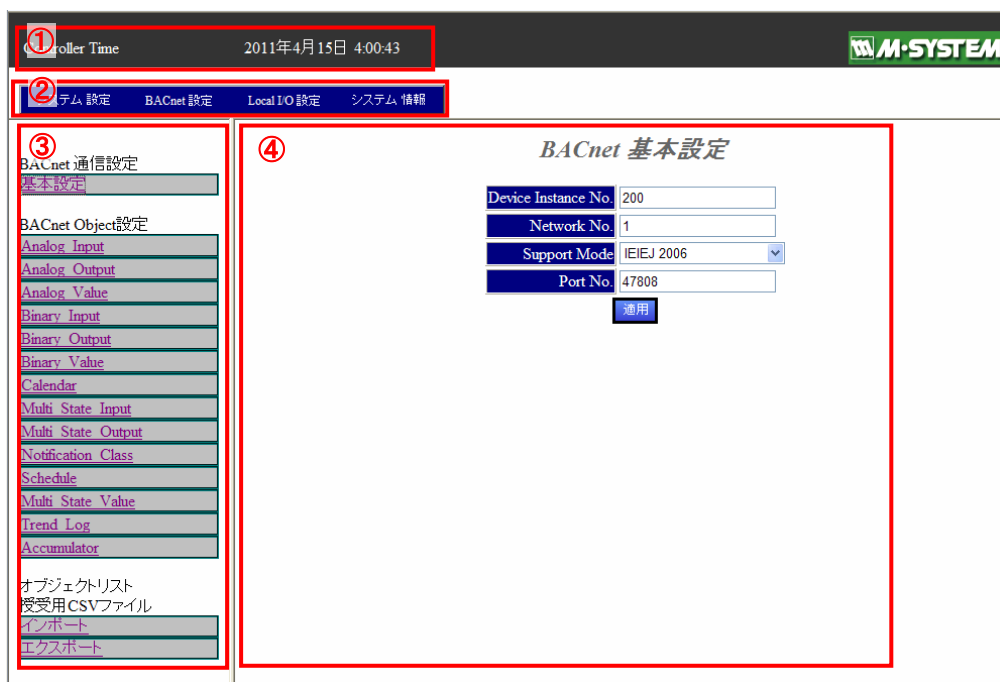 ①
Controller Time 2011年4月15日 4:00:43
M-SYSTEM
②
システム 設定 BACnet 設定 Local I/O 設定 システム 情報
③
BACnet 通信設定
基本設定
BACnet Object設定
Analog Input
Analog Output
Analog Value
Binary Input
Binary Output
Binary Value
Calendar
Multi State Input
Multi State Output
Notification Class
Schedule
Multi State Value
Trend Log
Accumulator
オブジェクトリスト
授受用CSVファイル
インポート
エクスポート
④
BACnet 基本設定
Device Instance No. 200
Network No. 1
Support Mode IEIEJ 2006
Port No. 47808
適用